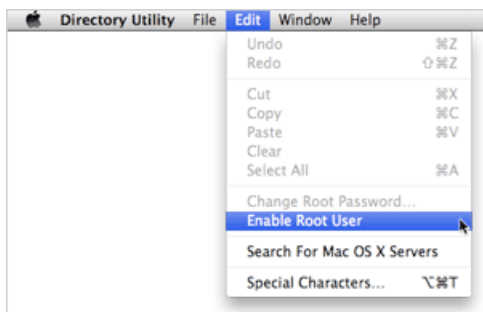 Directory Utility File Edit Window Help
Undo ⌘Z
Redo ⇧⌘Z
Cut ⌘X
Copy ⌘C
Paste ⌘V
Clear
Select All ⌘A
Change Root Password...
Enable Root User
Search For Mac OS X Servers
Special Characters... ⌥⌘T